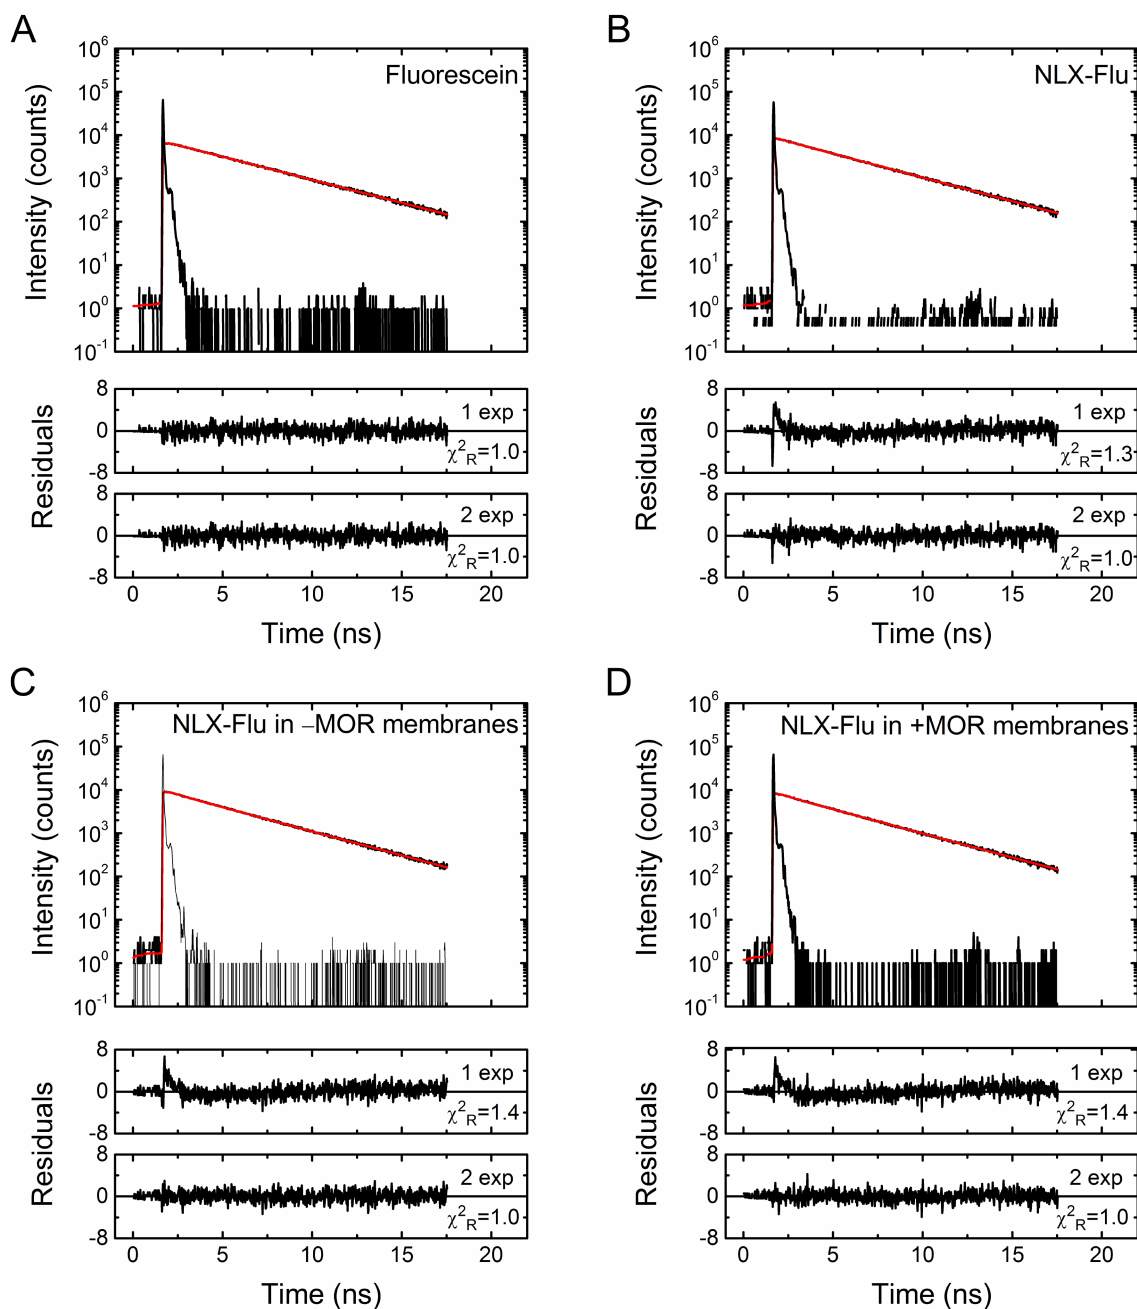 A
Fluorescein
Intensity (counts)
10^6
10^5
10^4
10^3
10^2
10^1
10^0
10^-1
Residuals
8
0
-8
1 exp
χ²_R=1.0
8
0
-8
2 exp
χ²_R=1.0
0 5 10 15 20
Time (ns)
B
NLX-Flu
Intensity (counts)
10^6
10^5
10^4
10^3
10^2
10^1
10^0
10^-1
Residuals
8
0
-8
1 exp
χ²_R=1.3
8
0
-8
2 exp
χ²_R=1.0
0 5 10 15 20
Time (ns)
C
NLX-Flu in –MOR membranes
Intensity (counts)
10^6
10^5
10^4
10^3
10^2
10^1
10^0
10^-1
Residuals
8
0
-8
1 exp
χ²_R=1.4
8
0
-8
2 exp
χ²_R=1.0
0 5 10 15 20
Time (ns)
D
NLX-Flu in +MOR membranes
Intensity (counts)
10^6
10^5
10^4
10^3
10^2
10^1
10^0
10^-1
Residuals
8
0
-8
1 exp
χ²_R=1.4
8
0
-8
2 exp
χ²_R=1.0
0 5 10 15 20
Time (ns)